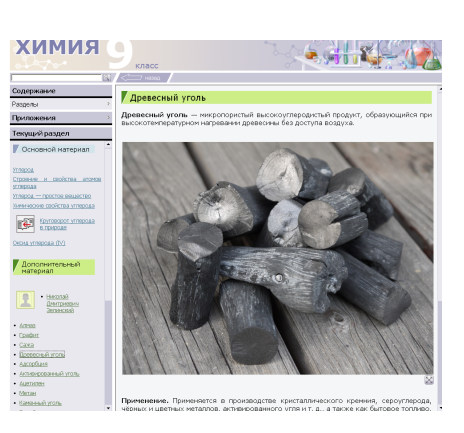 ХИМИЯ 9
класс
назад
Содержание
Разделы
Приложения
Текущий раздел
Основной материал
Углерод
Строение и свойства атомов
углерода
Углерод — простое вещество
Химические свойства углерода
Круговорот углерода
в природе
Оксид углерода (IV)
Дополнительный
материал
Николай
Дмитриевич
Зелинский
Алмаз
Графит
Сажа
Древесный уголь
Адсорбция
Активированный уголь
Ацетилен
Метан
Каменный уголь
Древесный уголь
Древесный уголь — микропористый высокоуглеродистый продукт, образующийся при
высокотемпературном нагревании древесины без доступа воздуха.
Применение. Применяется в производстве кристаллического кремния, сероуглерода,
чёрных и цветных металлов, активированного угля и т. д., а также как бытовое топливо.